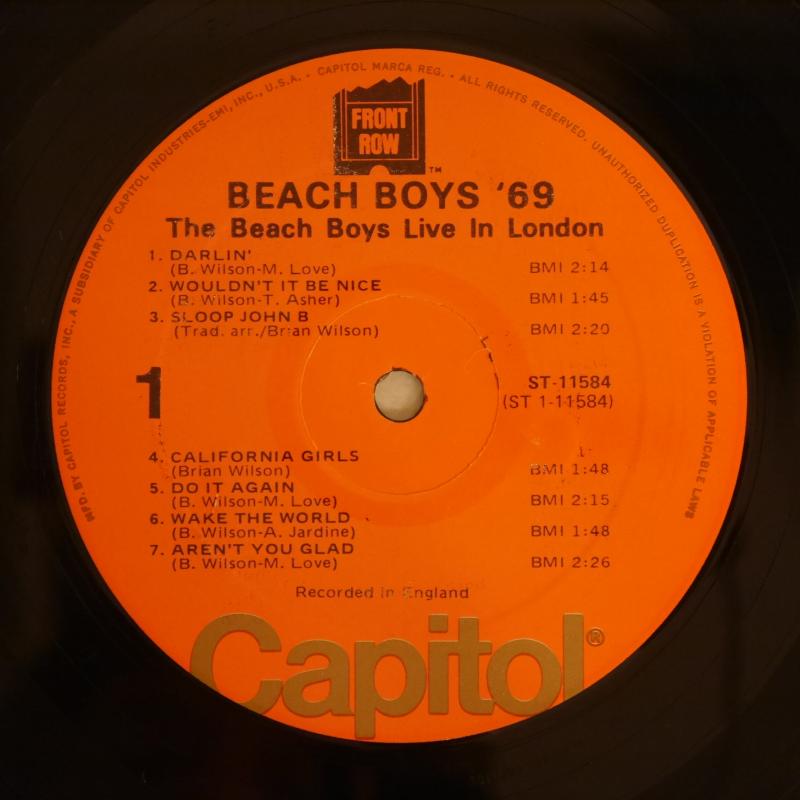 MFD. BY CAPITOL RECORDS, INC., A SUBSIDIARY OF CAPITOL INDUSTRIES-EMI, INC., U.S.A. • CAPITOL MARCA REG. • ALL RIGHTS RESERVED. UNAUTHORIZED DUPLICATION IS A VIOLATION OF APPLICABLE LAWS
FRONT
ROW
TM
BEACH BOYS '69
The Beach Boys Live In London
1. DARLIN'
(B. Wilson-M. Love) BMI 2:14
2. WOULDN'T IT BE NICE
(B. Wilson-T. Asher) BMI 1:45
3. SLOOP JOHN B
(Trad. arr./Brian Wilson) BMI 2:20
1
ST-11584
(ST 1-11584)
4. CALIFORNIA GIRLS
(Brian Wilson) BMI 1:48
5. DO IT AGAIN
(B. Wilson-M. Love) BMI 2:15
6. WAKE THE WORLD
(B. Wilson-A. Jardine) BMI 1:48
7. AREN'T YOU GLAD
(B. Wilson-M. Love) BMI 2:26
Recorded In England
Capitol®